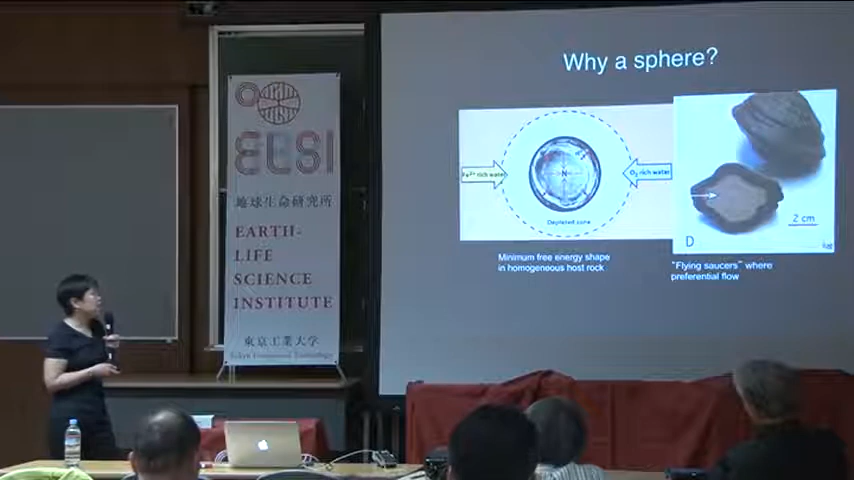 ELSI
地球生命研究所
EARTH-
LIFE
SCIENCE
INSTITUTE
東京工業大学
Tokyo Institute of Technology
Why a sphere?
Fe2+ rich water
N
O2 rich water
Depleted zone
D
2 cm
Minimum free energy shape
in homogeneous host rock
"Flying saucers" where
preferential flow